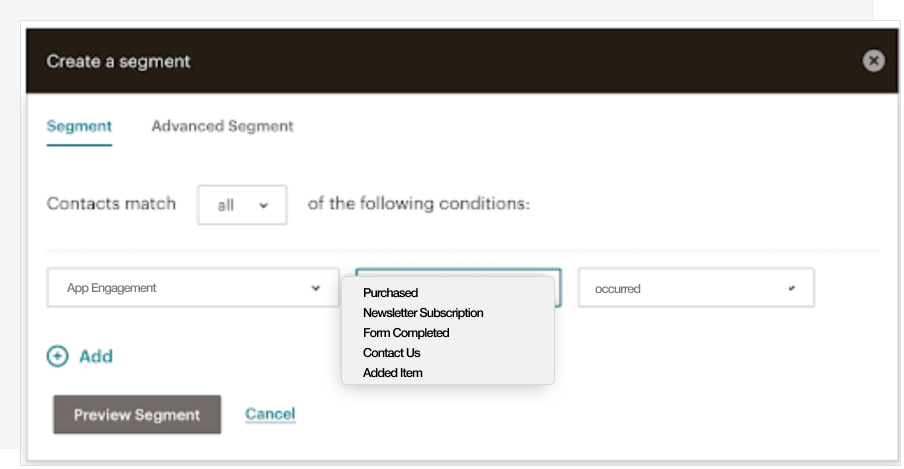 Create a segment
Segment Advanced Segment
Contacts match all of the following conditions:
App Engagement occurred
Purchased
Newsletter Subscription
Form Completed
Contact Us
Added Item
Add
Preview Segment Cancel